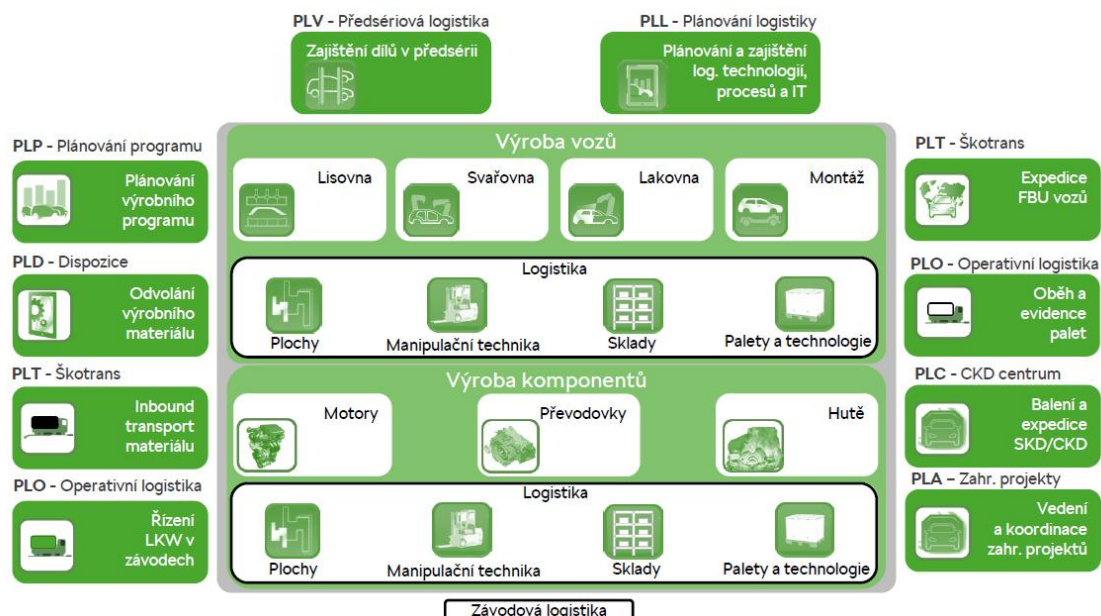 PLV - Předsériová logistika
Zajištění dílů v předsérii
PLL - Plánování logistiky
Plánování a zajištění
log. technologií,
procesů a IT
PLP - Plánování programu
Plánování
výrobního
programu
PLD - Dispozice
Odvolání
výrobního
materiálu
PLT - Škotrans
Inbound
transport
materiálu
PLO - Operativní logistika
Řízení
LKW v
závodech
Výroba vozů
Lisovna
Svařovna
Lakovna
Montáž
Logistika
Plochy
Manipulační technika
Sklady
Palety a technologie
Výroba komponentů
Motory
Převodovky
Hutě
Logistika
Plochy
Manipulační technika
Sklady
Palety a technologie
PLT - Škotrans
Expedice
FBU vozů
PLO - Operativní logistika
Oběh a
evidence
palet
PLC - CKD centrum
Balení a
expedice
SKD/CKD
PLA – Zahr. projekty
Vedení
a koordinace
zahr. projektů
Závodová logistika